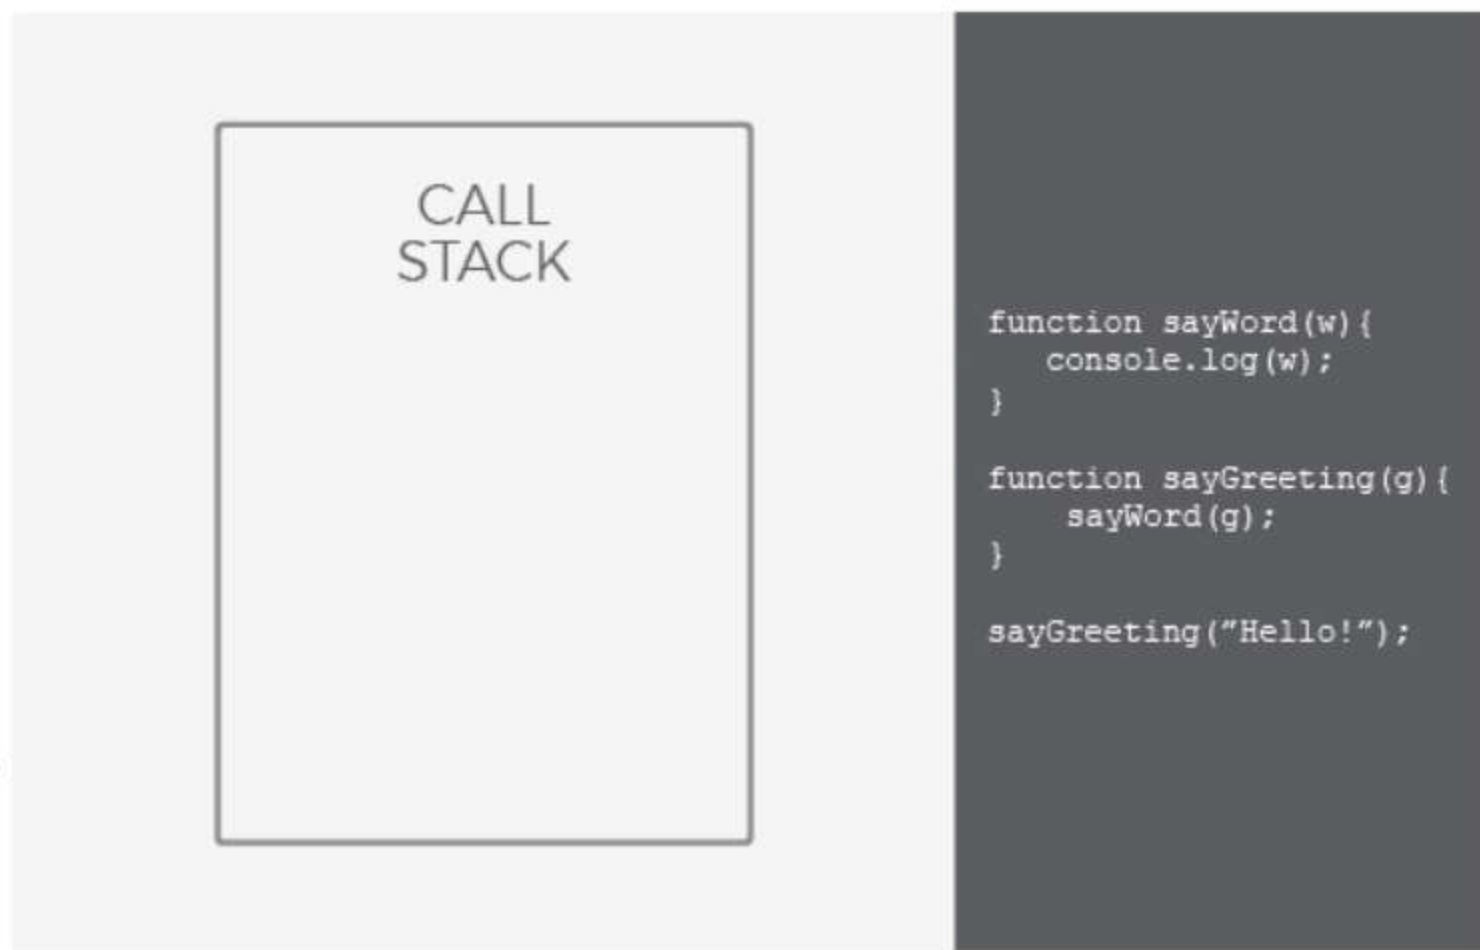 CALL
STACK
function sayWord(w){
   console.log(w);
}
function sayGreeting(g){
    sayWord(g);
}
sayGreeting(”Hello!”);